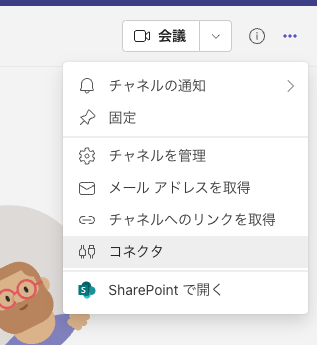 会議
チャネルの通知
固定
チャネルを管理
メール アドレスを取得
チャネルへのリンクを取得
コネクタ
SharePoint で開く